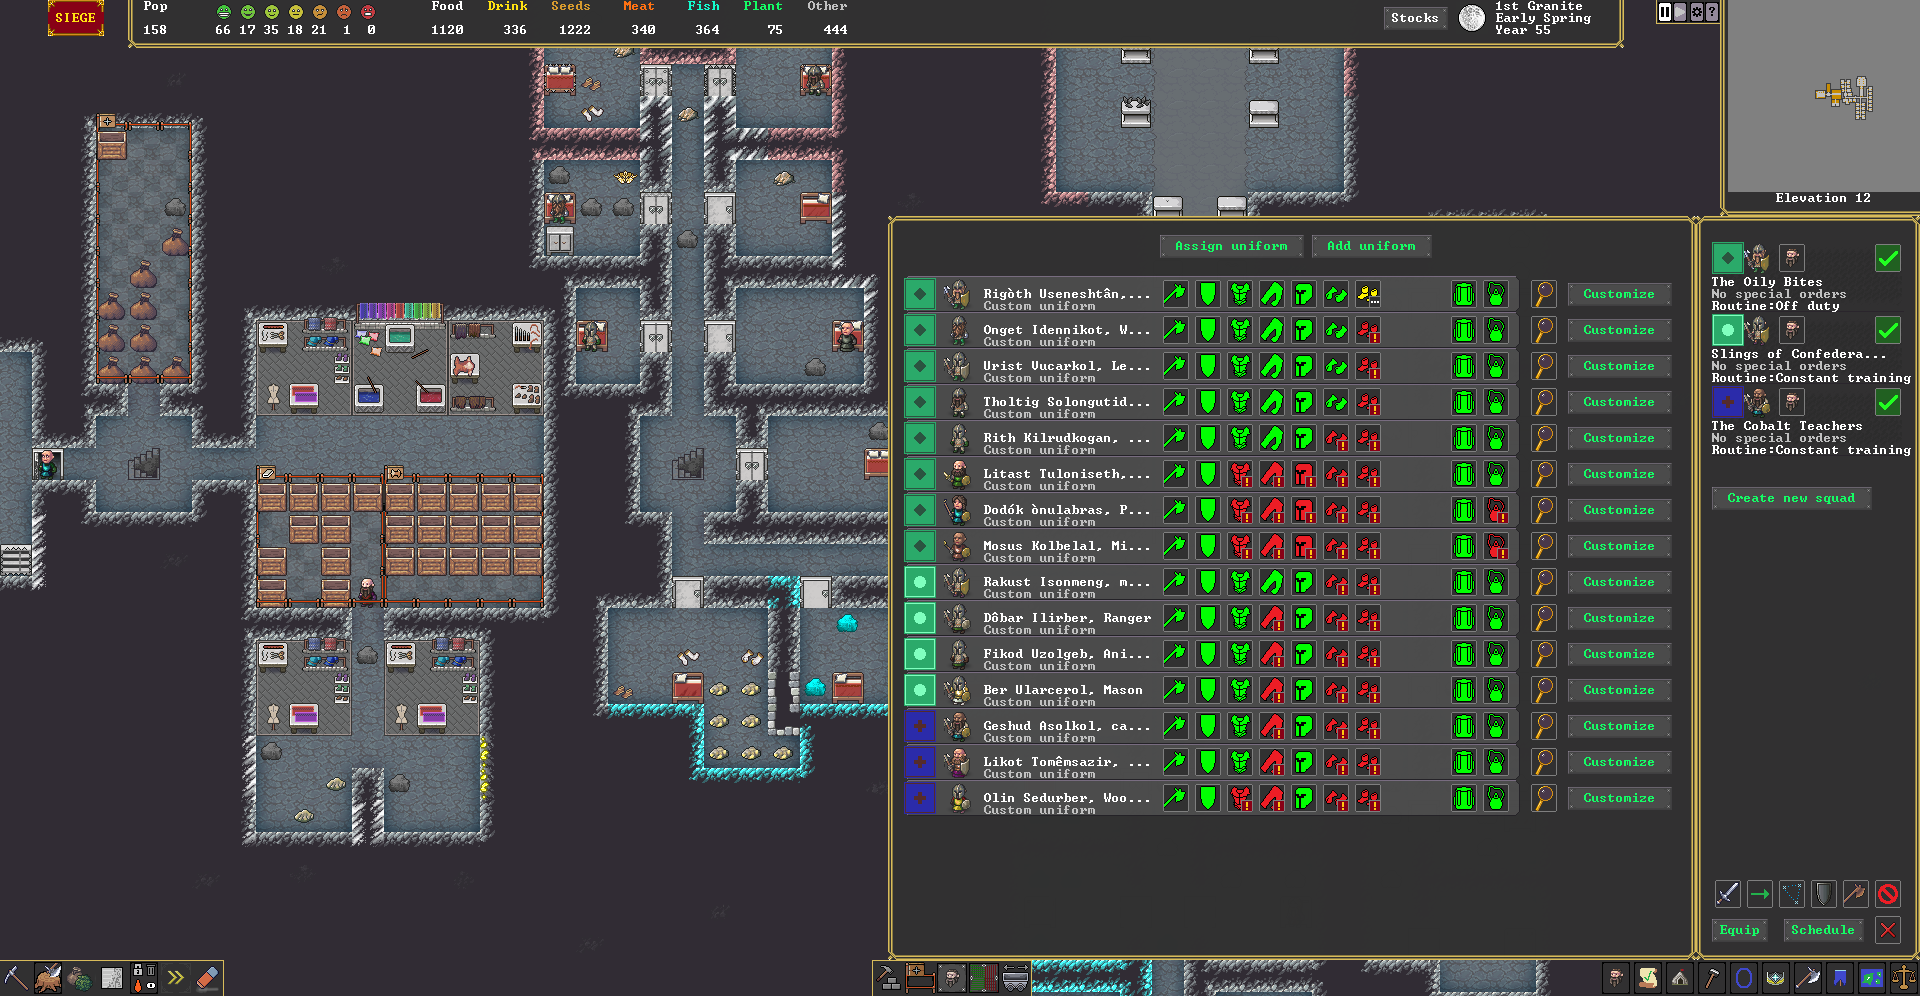 SIEGE
Pop
158
66 17 35 18 21 1 0
Food Drink Seeds Meat Fish Plant Other
1120 336 1222 340 364 75 444
Stocks
1st Granite
Early Spring
Year 55
?
Elevation 12
Assign uniform
Add uniform
Rigòth Useneshtân,...
Custom uniform
Customize
Onget Idennikot, W...
Custom uniform
Customize
Urist Vucarkol, Le...
Custom uniform
Customize
Tholtig Solongutid...
Custom uniform
Customize
Rith Kilrudkogan, ...
Custom uniform
Customize
Litast Tuloniseth,...
Custom uniform
Customize
Dodók ònulabras, P...
Custom uniform
Customize
Mosus Kolbelal, Mi...
Custom uniform
Customize
Rakust Isonmeng, m...
Custom uniform
Customize
Dôbar Ilirber, Ranger
Custom uniform
Customize
Fikod Uzolgeb, Ani...
Custom uniform
Customize
Ber Ularcerol, Mason
Custom uniform
Customize
Geshud Asolkol, ca...
Custom uniform
Customize
Likot Tomêmsazir, ...
Custom uniform
Customize
Olin Sedurber, Woo...
Custom uniform
Customize
The Oily Bites
No special orders
Routine:Off duty
Slings of Confedera...
No special orders
Routine:Constant training
The Cobalt Teachers
No special orders
Routine:Constant training
Create new squad
Equip
Schedule